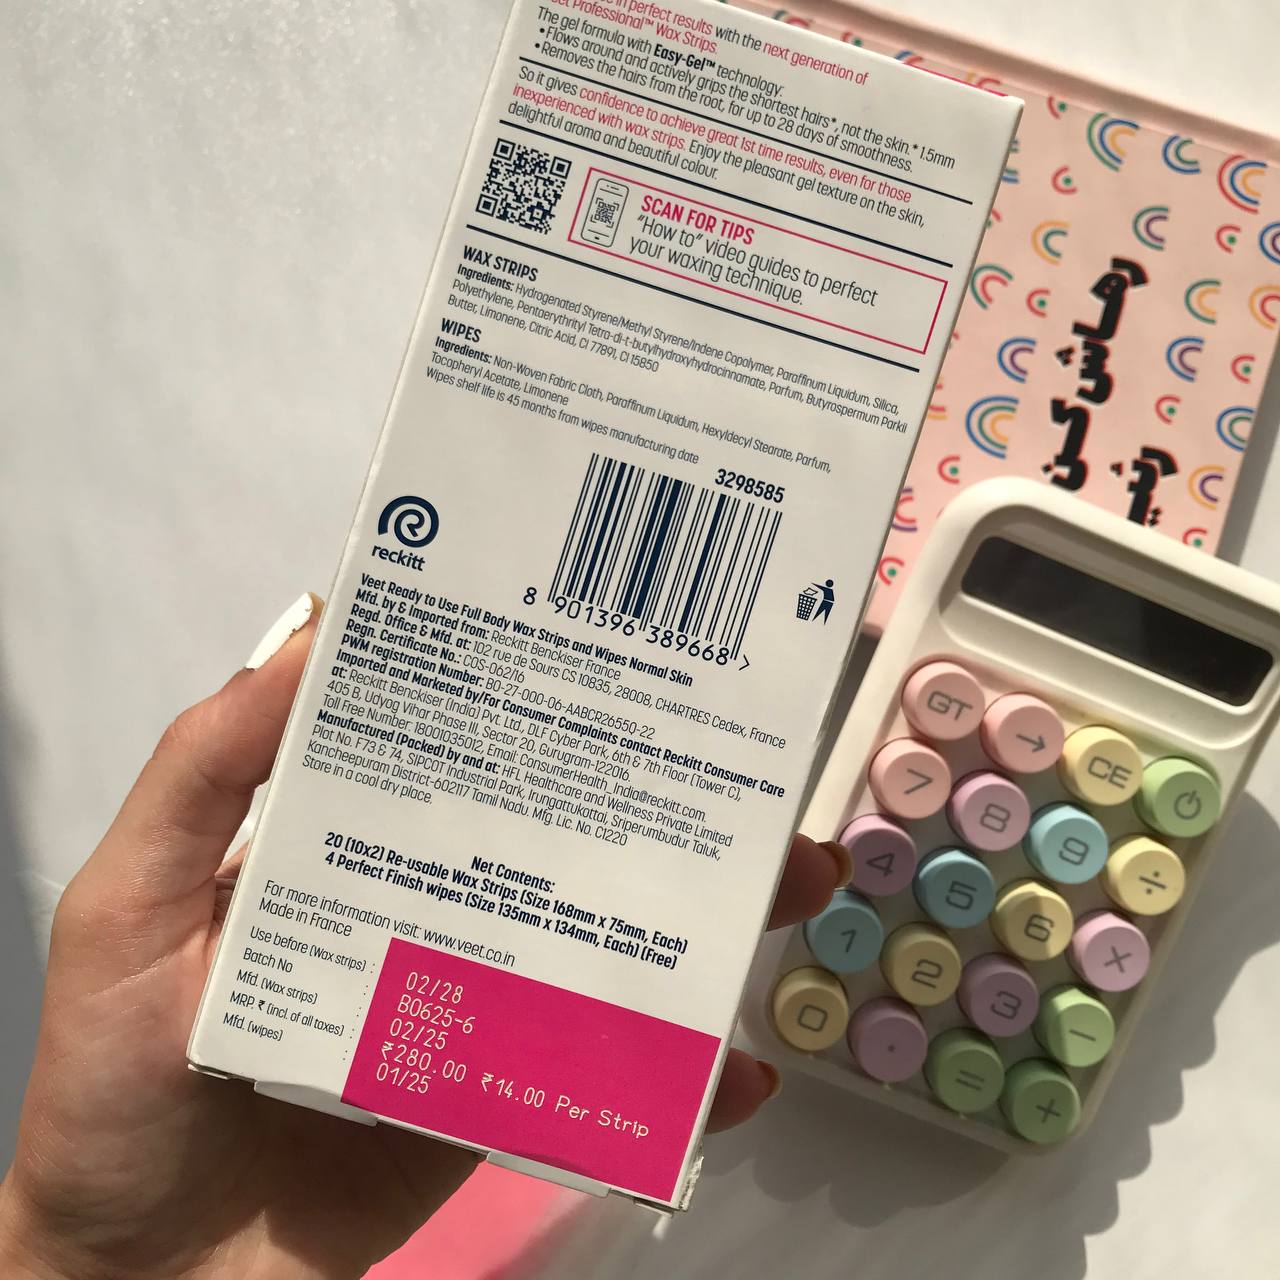 in perfect results with the next generation of
Professional™ Wax Strips.
The gel formula with Easy-Gel™ technology:
• Flows around and actively grips the shortest hairs*, not the skin. * 1.5mm
• Removes the hairs from the root, for up to 28 days of smoothness.
So it gives confidence to achieve great 1st time results, even for those
inexperienced with wax strips. Enjoy the pleasant gel texture on the skin,
delightful aroma and beautiful colour.
SCAN FOR TIPS
"How to" video guides to perfect
your waxing technique.
WAX STRIPS
Ingredients: Hydrogenated Styrene/Methyl Styrene/Indene Copolymer, Paraffinum Liquidum, Silica,
Polyethylene, Pentaerythrityl Tetra-di-t-butylhydroxyhydrocinnamate, Parfum, Butyrospermum Parkii
Butter, Limonene, Citric Acid, CI 77891, CI 15850
WIPES
Ingredients: Non-Woven Fabric Cloth, Paraffinum Liquidum, Hexyldecyl Stearate, Parfum,
Tocopheryl Acetate, Limonene
Wipes shelf life is 45 months from wipes manufacturing date
3298585
8 901396 389668 >
reckitt
Veet Ready to Use Full Body Wax Strips and Wipes Normal Skin
Mfd. by & Imported from: Reckitt Benckiser France
Regd. Office & Mfd. at: 102 rue de Sours CS 10835, 28008, CHARTRES Cedex, France
Regn. Certificate No.: COS-062/16
PWM registration Number: BO-27-000-06-AABCR26550-22
Imported and Marketed by/For Consumer Complaints contact Reckitt Consumer Care
at: Reckitt Benckiser (India) Pvt. Ltd., DLF Cyber Park, 6th & 7th Floor (Tower C),
405 B, Udyog Vihar Phase III, Sector 20, Gurugram-122016.
Toll Free Number: 18001035012, Email: ConsumerHealth_India@reckitt.com.
Manufactured (Packed) by and at: HFL Healthcare and Wellness Private Limited
Plot No. F73 & 74, SIPCOT Industrial Park, Irungattukottai, Sriperumbudur Taluk,
Kancheepuram District-602117 Tamil Nadu. Mfg. Lic. No. C1220
Store in a cool dry place.
Net Contents:
20 (10x2) Re-usable Wax Strips (Size 168mm x 75mm, Each)
4 Perfect Finish wipes (Size 135mm x 134mm, Each) (Free)
For more information visit: www.veet.co.in
Made in France
Use before (Wax strips) : 02/28
Batch No : B0625-6
Mfd. (Wax strips) : 02/25
MRP. ₹ (incl. of all taxes) : ₹280.00 ₹14.00 Per Strip
Mfd. (wipes) : 01/25
GT → CE
7 8 9 ÷
4 5 6 ×
1 2 3 −
0 . = +